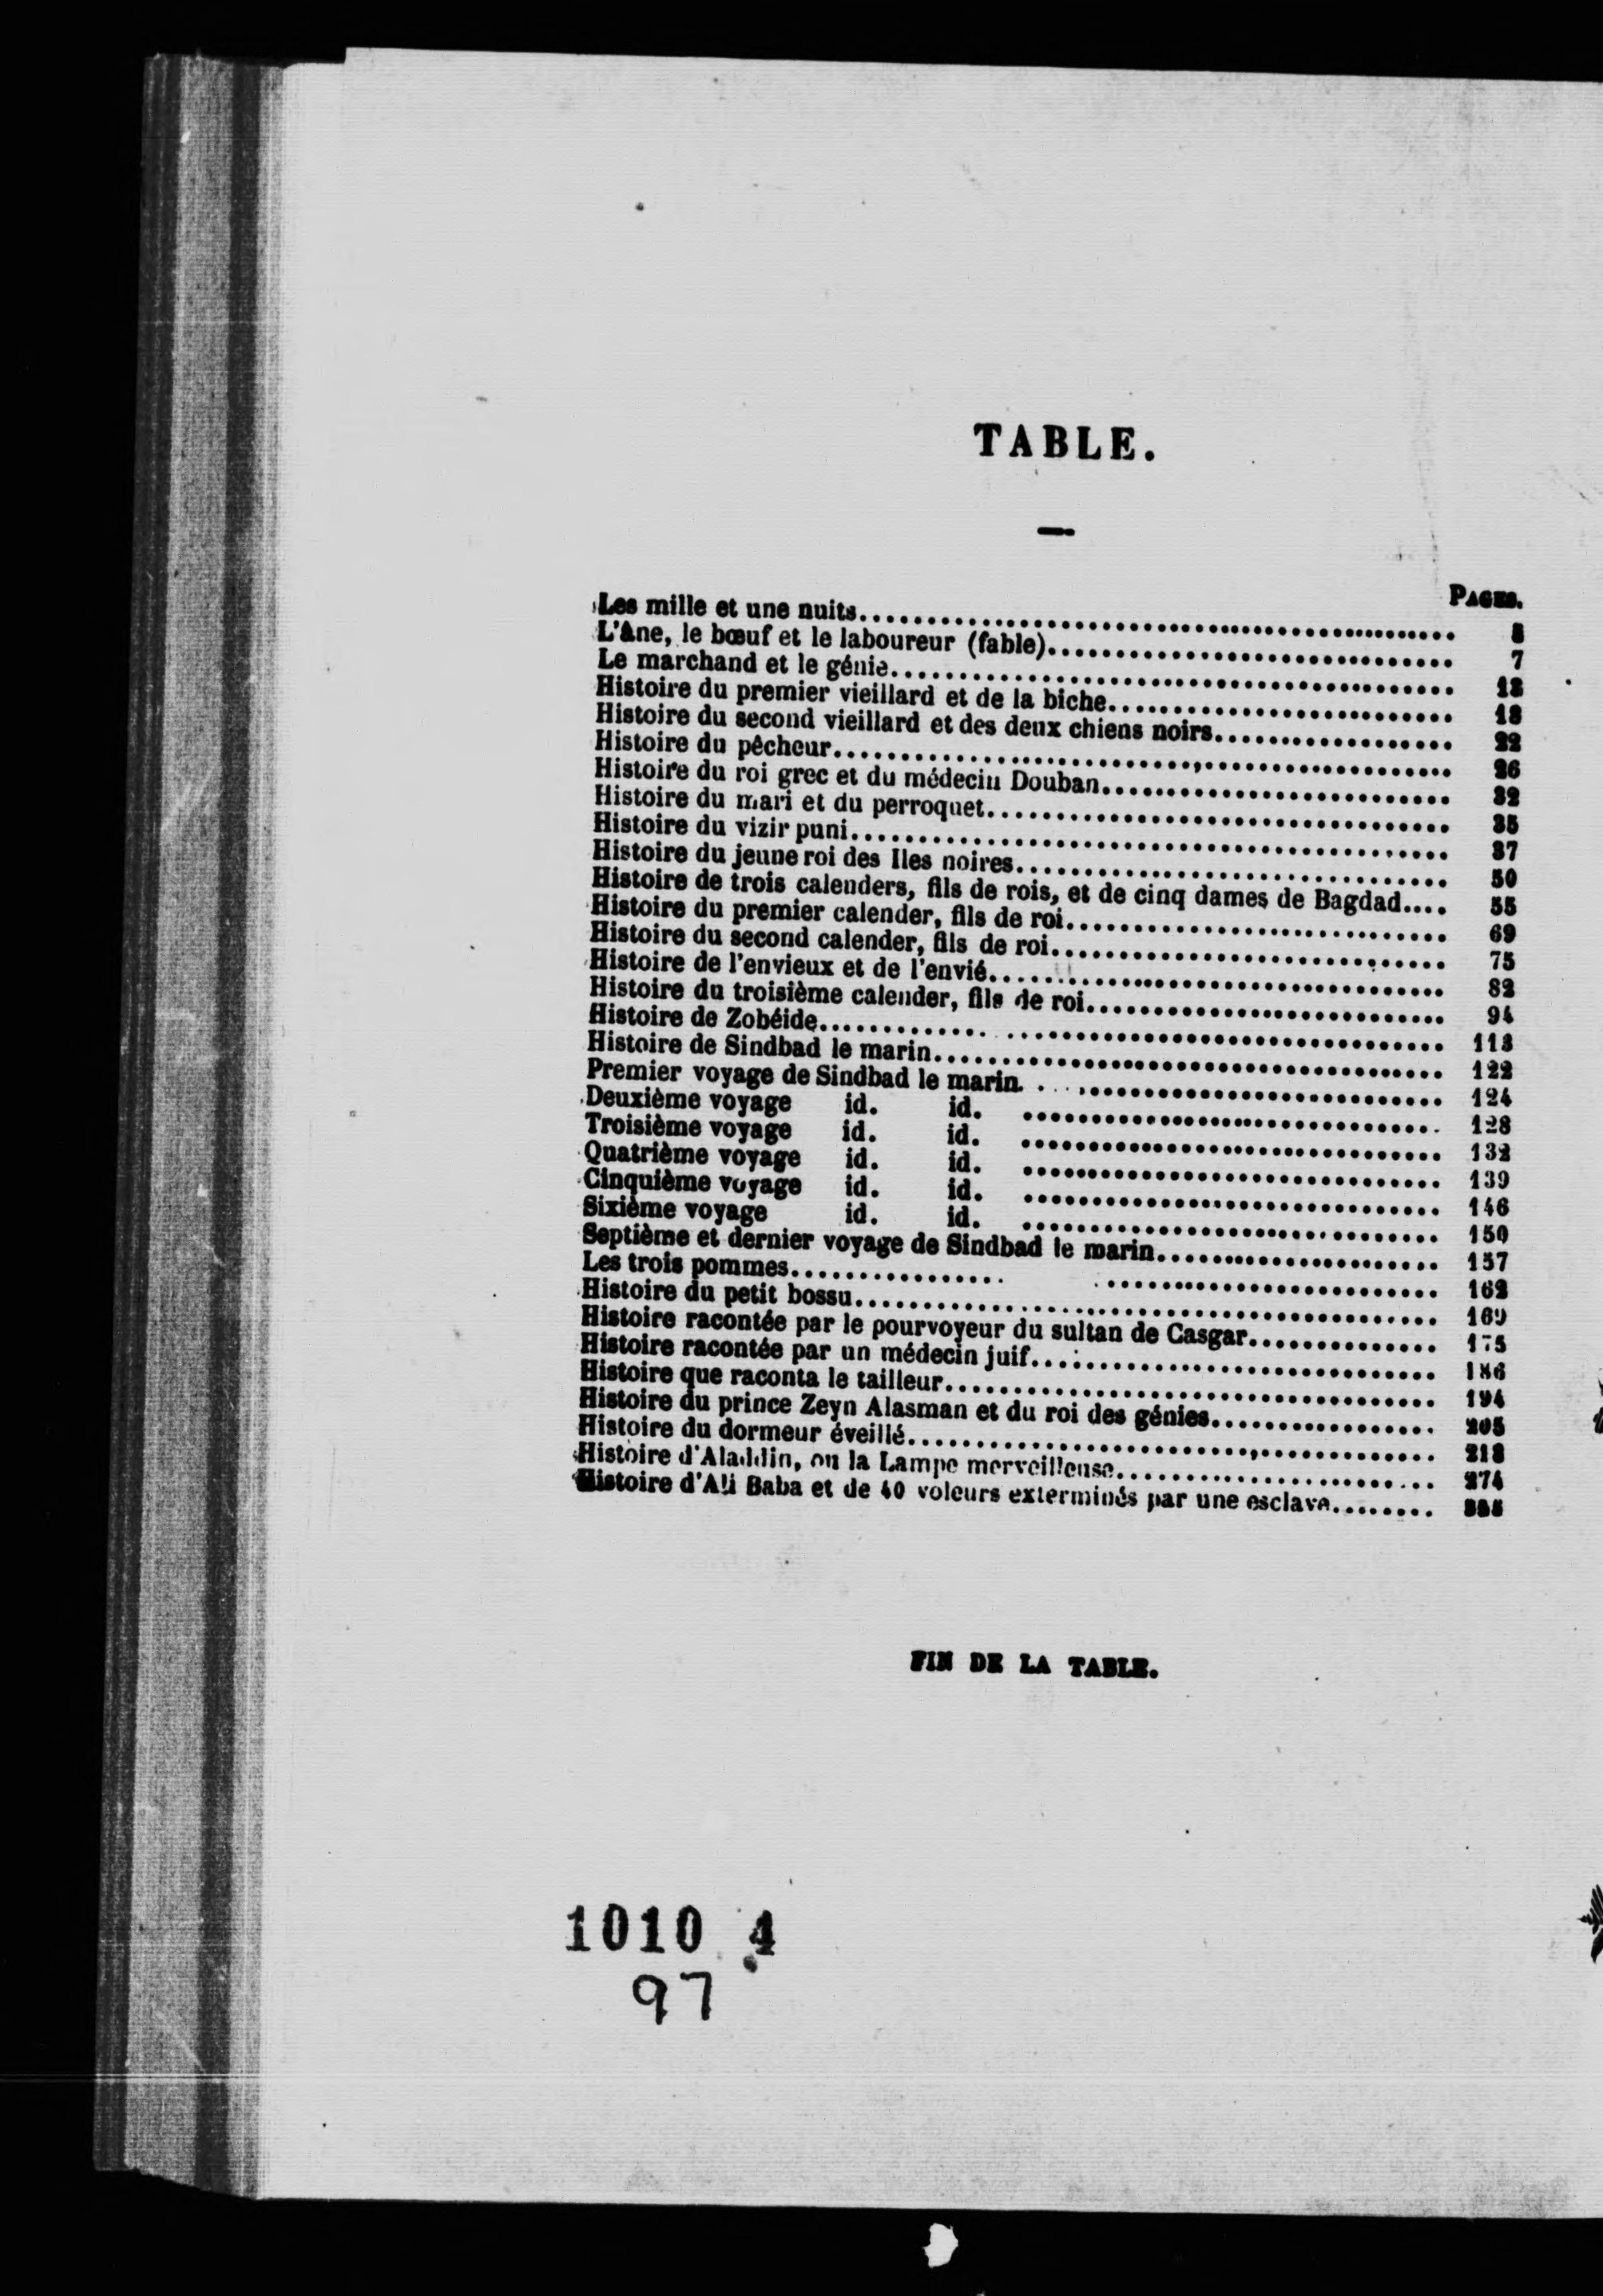 TABLE.
PAGES.
Les mille et une nuits........................................
L'âne, le bœuf et le laboureur (fable).............................. 7
Le marchand et le génie........................................
Histoire du premier vieillard et de la biche.......................... 18
Histoire du second vieillard et des deux chiens noirs.................. 22
Histoire du pêcheur............................................ 26
Histoire du roi grec et du médecin Douban.......................... 32
Histoire du mari et du perroquet.................................. 35
Histoire du vizir puni............................................ 37
Histoire du jeune roi des Iles noires................................ 50
Histoire de trois calenders, fils de rois, et de cinq dames de Bagdad.... 55
Histoire du premier calender, fils de roi............................ 69
Histoire du second calender, fils de roi.............................. 75
Histoire de l'envieux et de l'envié.................................. 82
Histoire du troisième calender, fils de roi........................... 94
Histoire de Zobéide............................................ 113
Histoire de Sindbad le marin...................................... 122
Premier voyage de Sindbad le marin................................ 124
Deuxième voyage id. id. ................................ 128
Troisième voyage id. id. ................................ 132
Quatrième voyage id. id. ................................ 139
Cinquième voyage id. id. ................................ 146
Sixième voyage id. id. ................................ 150
Septième et dernier voyage de Sindbad le marin...................... 157
Les trois pommes.............................................. 162
Histoire du petit bossu.......................................... 169
Histoire racontée par le pourvoyeur du sultan de Casgar.............. 175
Histoire racontée par un médecin juif.............................. 186
Histoire que raconta le tailleur.................................... 194
Histoire du prince Zeyn Alasman et du roi des génies................. 205
Histoire du dormeur éveillé...................................... 218
Histoire d'Aladdin, ou la Lampe merveilleuse........................ 274
Histoire d'Ali Baba et de 40 voleurs exterminés par une esclave........
FIN DE LA TABLE.
1010 4
97